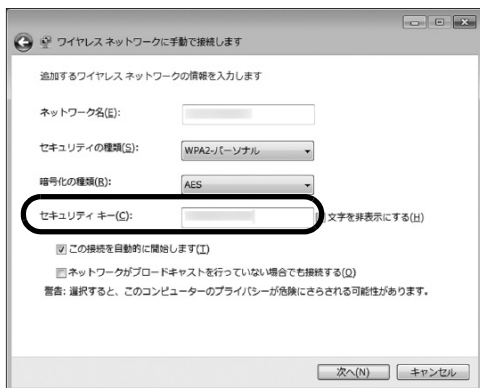 ワイヤレス ネットワークに手動で接続します
追加するワイヤレス ネットワークの情報を入力します
ネットワーク名(E):
セキュリティの種類(S): WPA2-パーソナル
暗号化の種類(R): AES
セキュリティ キー(C): 文字を非表示にする(H)
この接続を自動的に開始します(T)
ネットワークがブロードキャストを行っていない場合でも接続する(O)
警告: 選択すると、このコンピューターのプライバシーが危険にさらされる可能性があります。
次へ(N) キャンセル